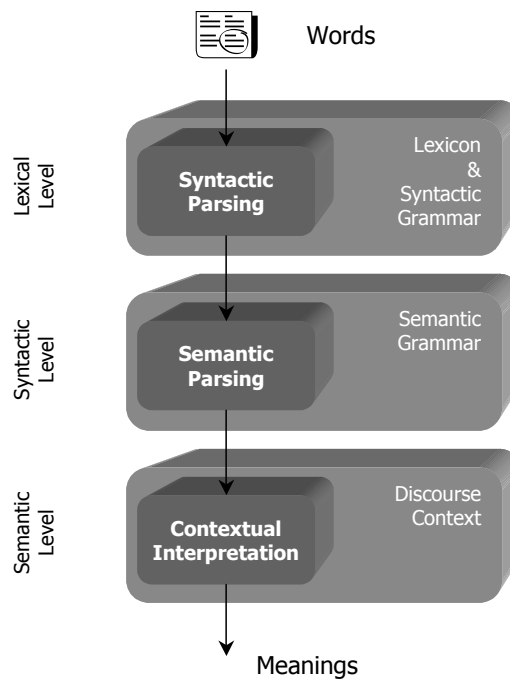 Words
Lexical
Level
Syntactic
Parsing
Lexicon
&
Syntactic
Grammar
Syntactic
Level
Semantic
Parsing
Semantic
Grammar
Semantic
Level
Contextual
Interpretation
Discourse
Context
Meanings